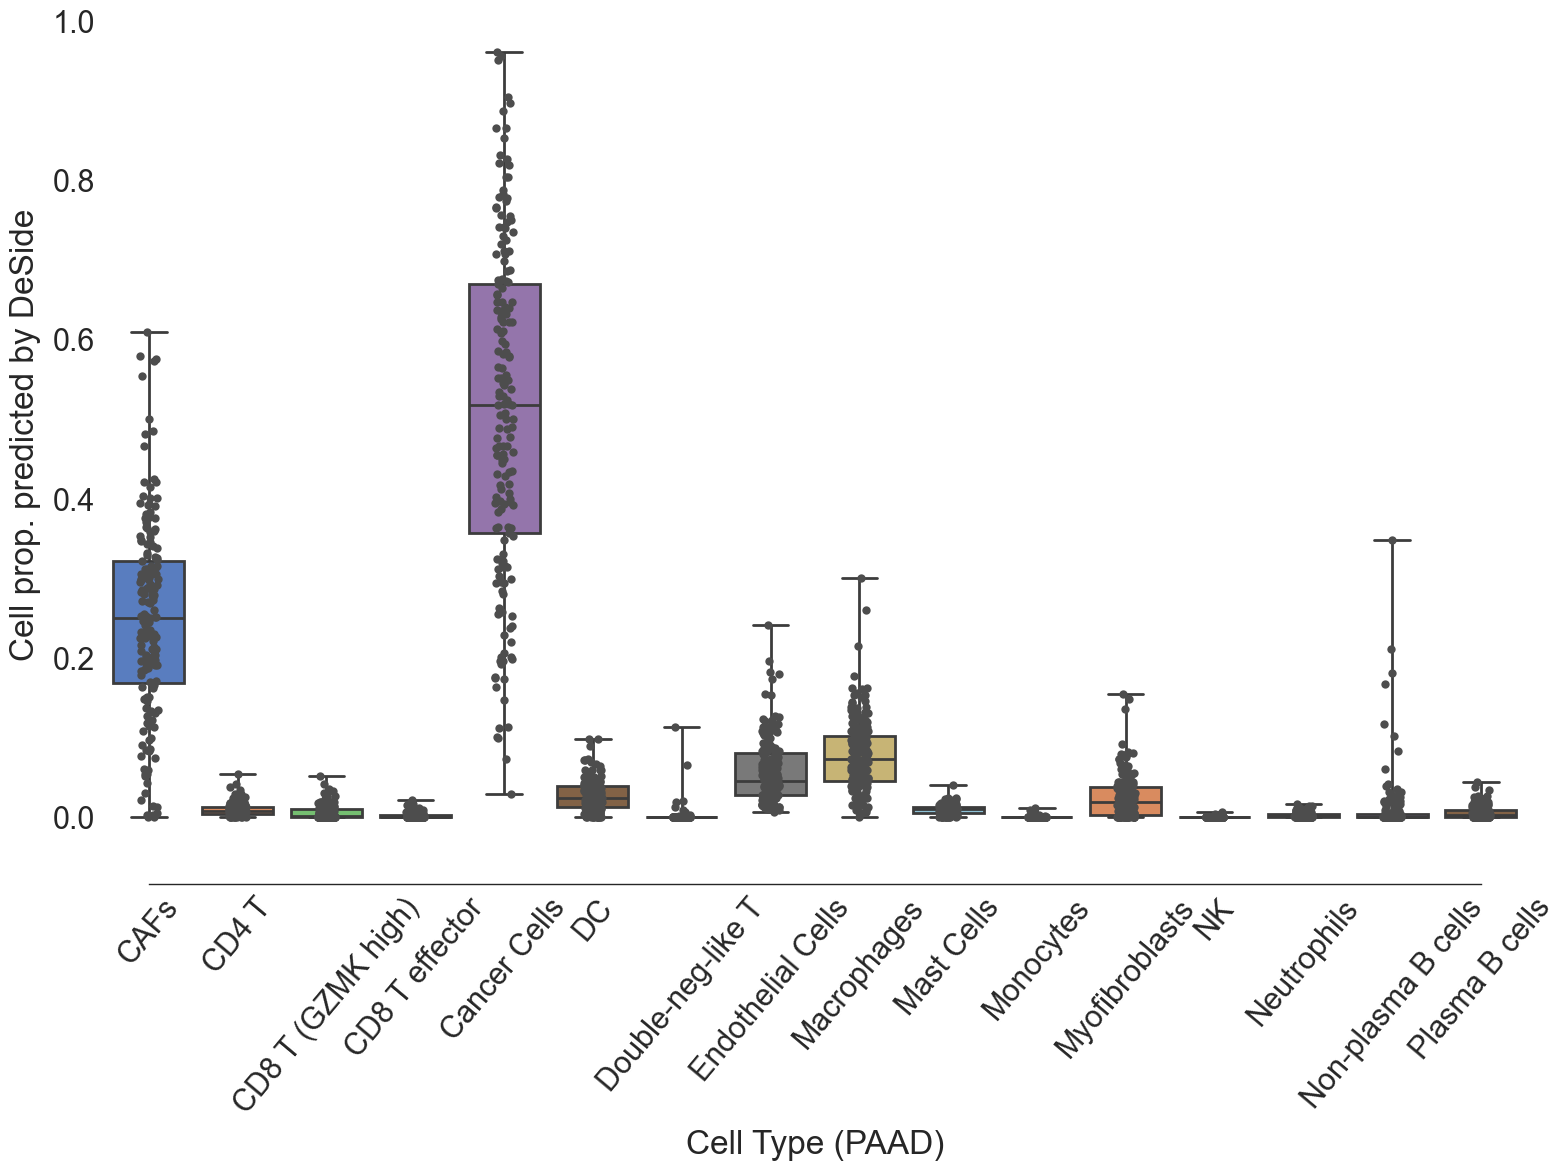 Cell prop. predicted by DeSide
1.0
0.8
0.6
0.4
0.2
0.0
CAFs
CD4 T
CD8 T (GZMK high)
CD8 T effector
Cancer Cells
DC
Double-neg-like T
Endothelial Cells
Macrophages
Mast Cells
Monocytes
Myofibroblasts
NK
Neutrophils
Non-plasma B cells
Plasma B cells
Cell Type (PAAD)